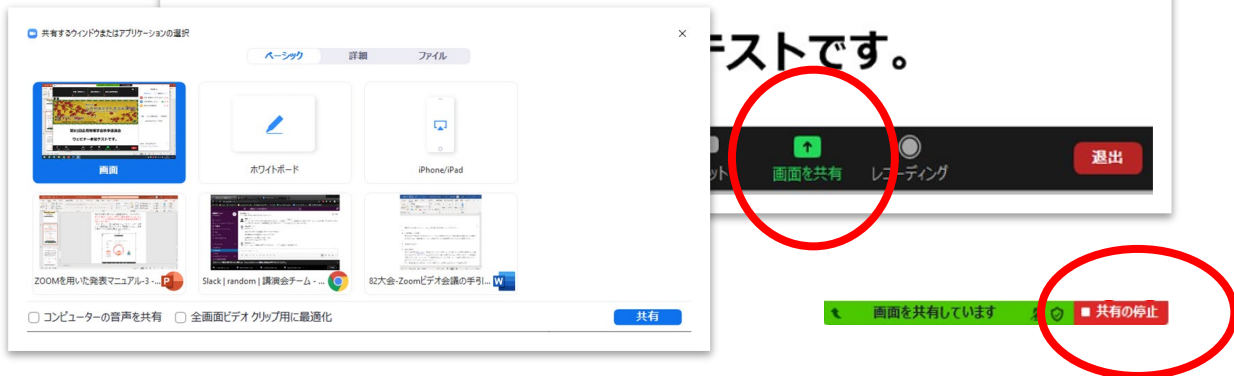 共有するウィンドウまたはアプリケーションの選択
ベーシック 詳細 ファイル
画面
ホワイトボード
iPhone/iPad
ZOOMを用いた発表マニュアル-3 -...
Slack | random | 講演会チーム - ...
82大会-Zoomビデオ会議の手引...
コンピューターの音声を共有
全画面ビデオ クリップ用に最適化
共有
テストです。
ット
画面を共有
レコーディング
退出
画面を共有しています
共有の停止